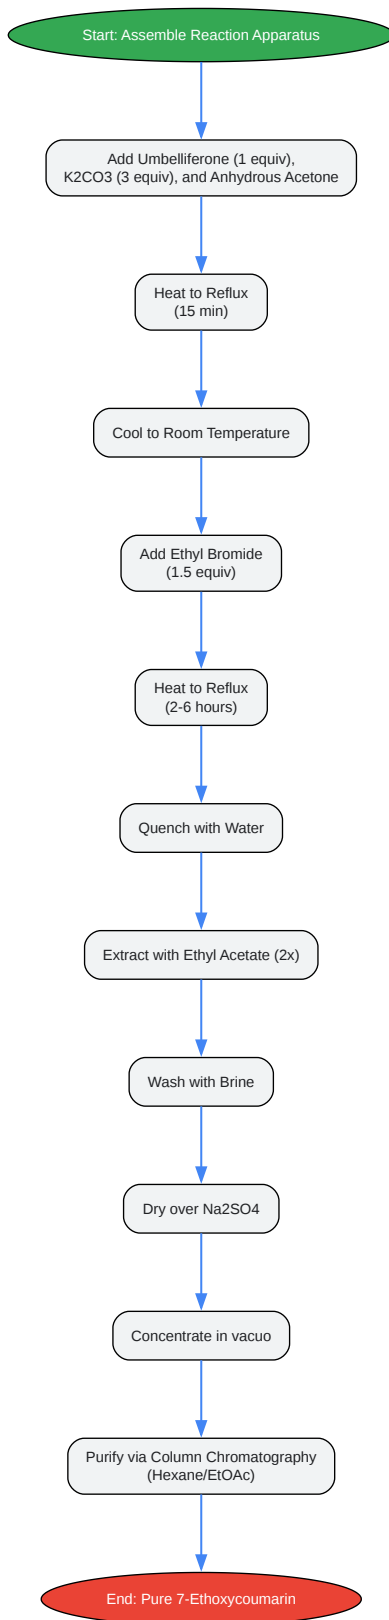 Start: Assemble Reaction Apparatus
Add Umbelliferone (1 equiv),
K2CO3 (3 equiv), and Anhydrous Acetone
Heat to Reflux
(15 min)
Cool to Room Temperature
Add Ethyl Bromide
(1.5 equiv)
Heat to Reflux
(2-6 hours)
Quench with Water
Extract with Ethyl Acetate (2x)
Wash with Brine
Dry over Na2SO4
Concentrate in vacuo
Purify via Column Chromatography
(Hexane/EtOAc)
End: Pure 7-Ethoxycoumarin